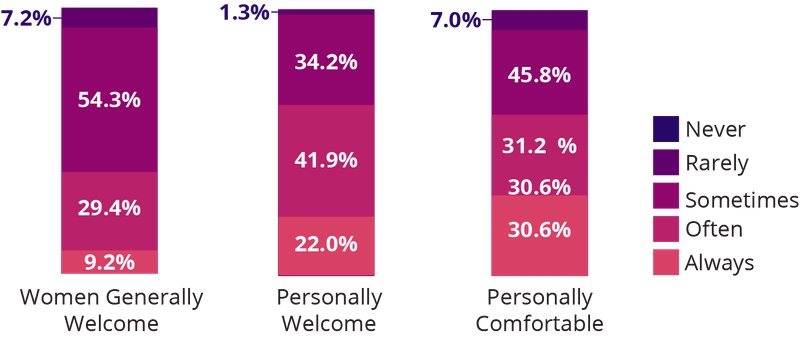 7.2%
54.3%
29.4%
9.2%
Women Generally
Welcome
1.3%
34.2%
41.9%
22.0%
Personally
Welcome
7.0%
45.8%
31.2 %
30.6%
30.6%
Personally
Comfortable
Never
Rarely
Sometimes
Often
Always